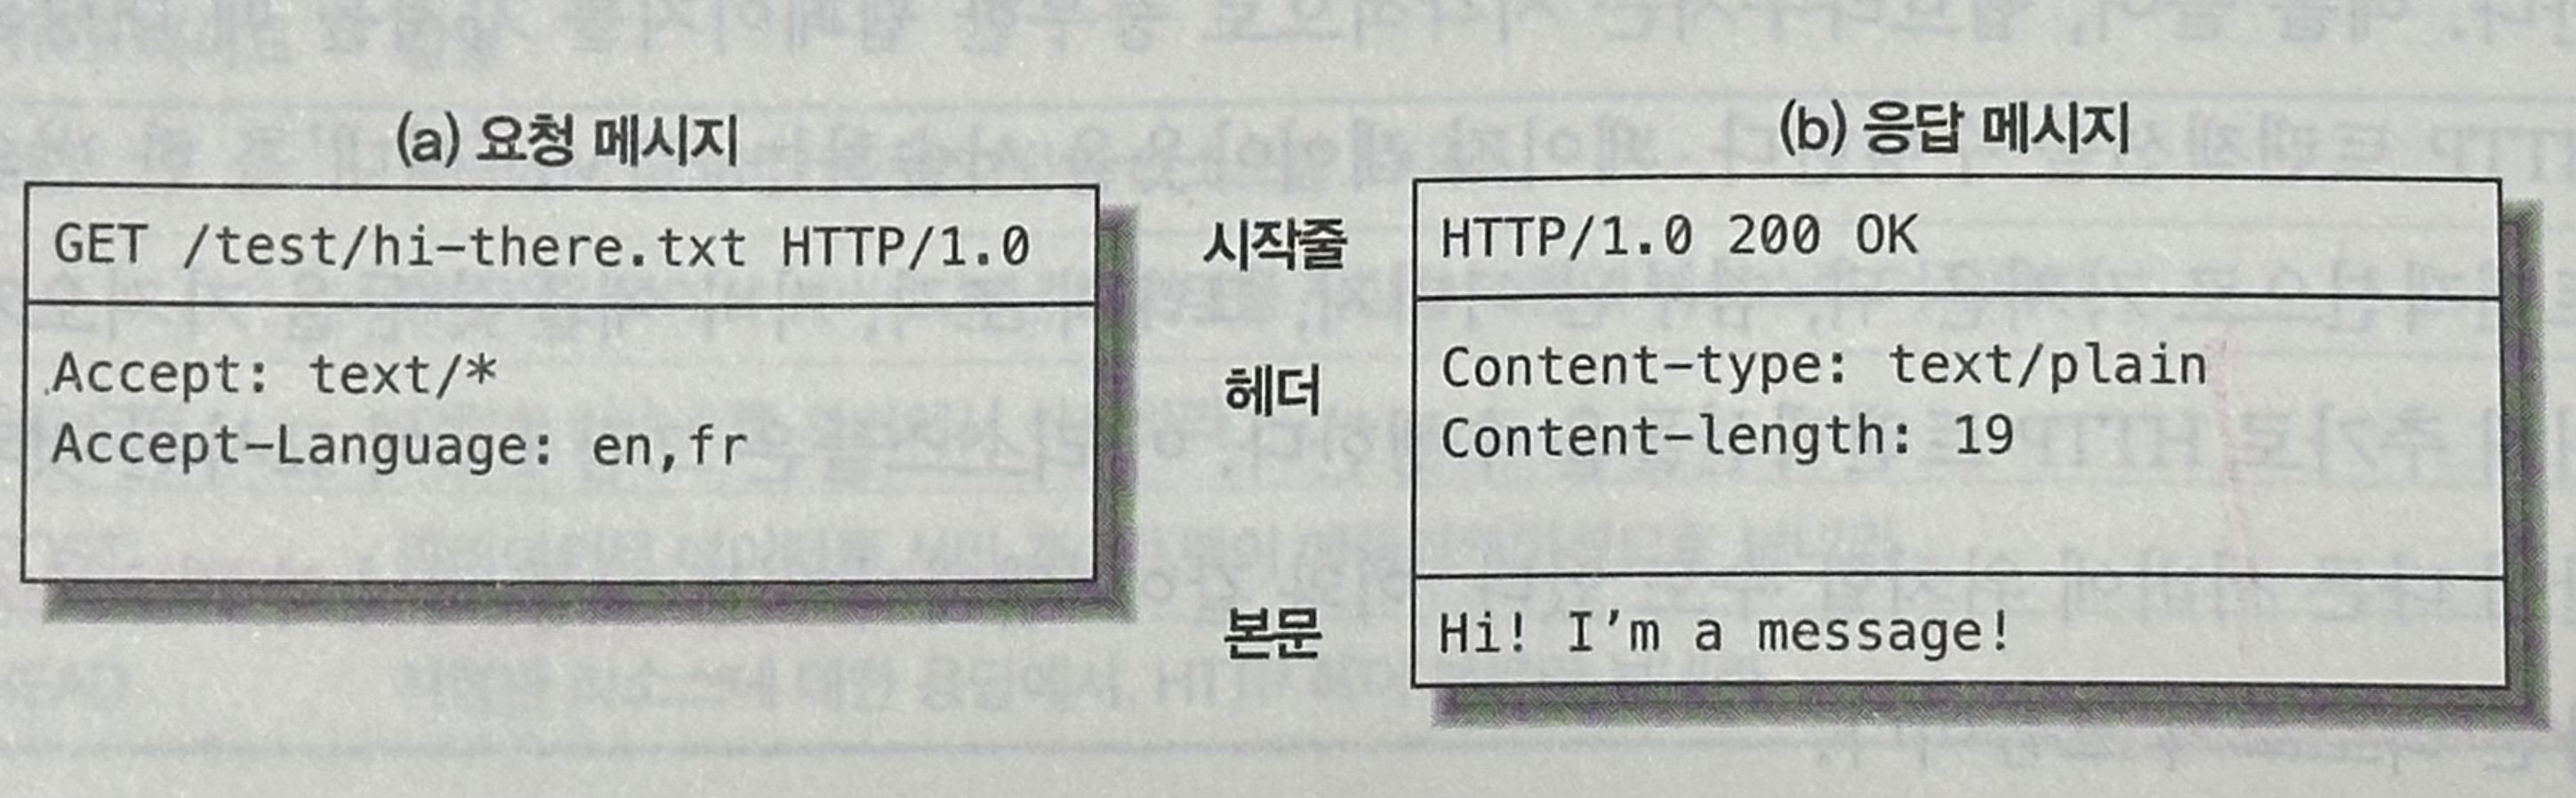 (a) 요청 메시지
GET /test/hi-there.txt HTTP/1.0
Accept: text/*
Accept-Language: en,fr
시작줄
헤더
본문
(b) 응답 메시지
HTTP/1.0 200 OK
Content-type: text/plain
Content-length: 19
Hi! I'm a message!